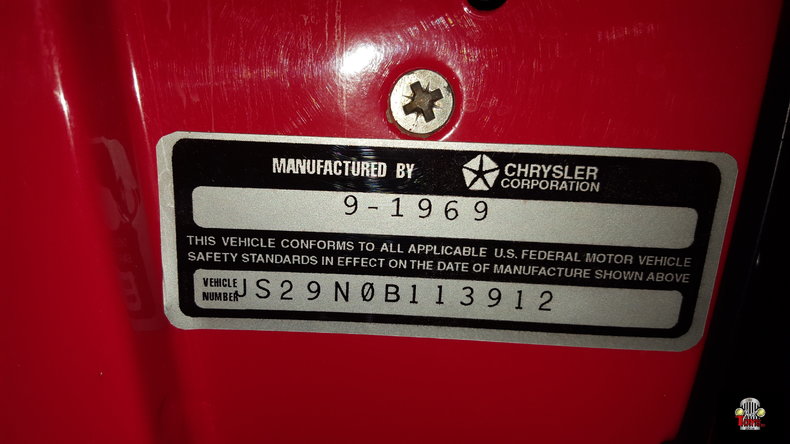 MANUFACTURED BY CHRYSLER CORPORATION
9-1969
THIS VEHICLE CONFORMS TO ALL APPLICABLE U.S. FEDERAL MOTOR VEHICLE
SAFETY STANDARDS IN EFFECT ON THE DATE OF MANUFACTURE SHOWN ABOVE
VEHICLE NUMBER JS29N0B113912